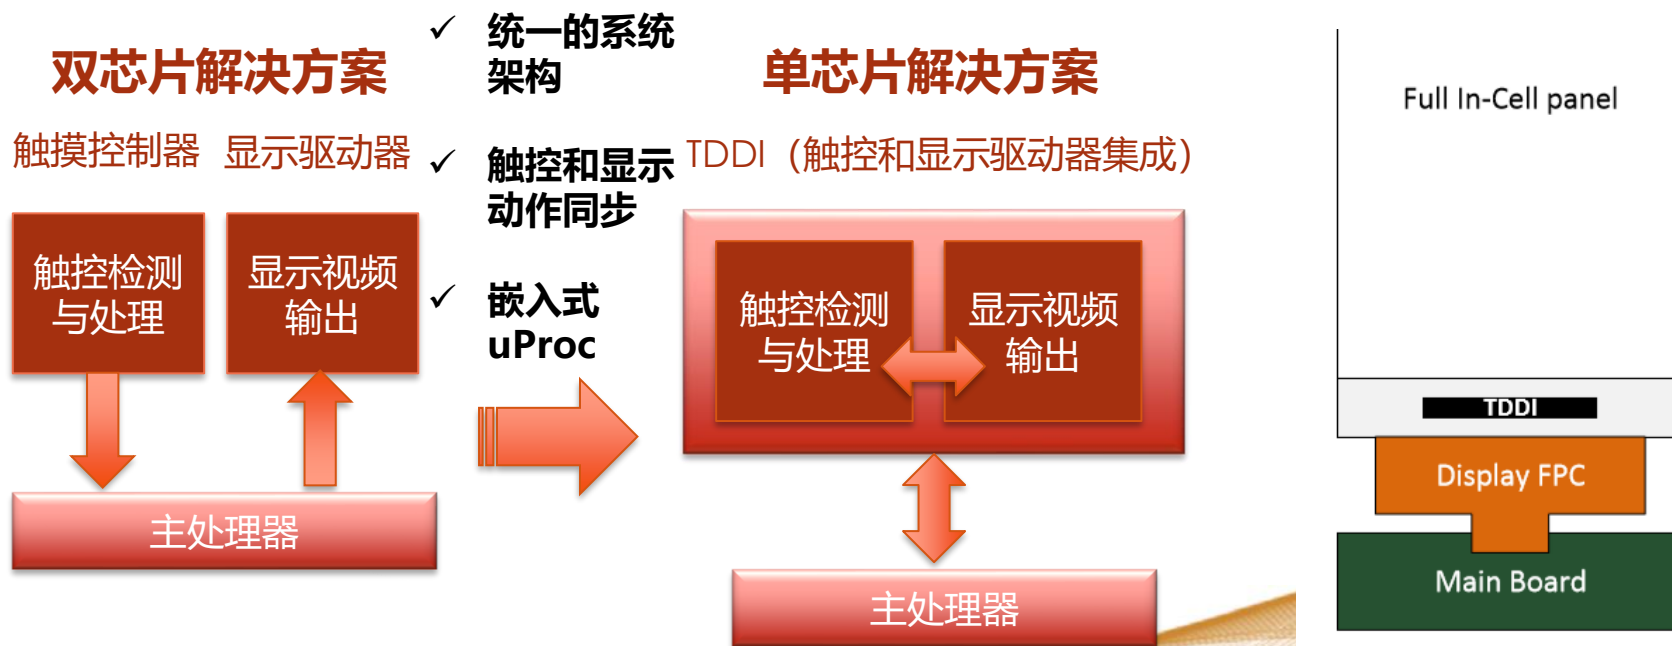 双芯片解决方案
触摸控制器
显示驱动器
触控检测
与处理
显示视频
输出
主处理器
✓ 统一的系统
架构
✓ 触控和显示
动作同步
✓ 嵌入式
uProc
单芯片解决方案
TDDI（触控和显示驱动器集成）
触控检测
与处理
显示视频
输出
主处理器
Full In-Cell panel
TDDI
Display FPC
Main Board